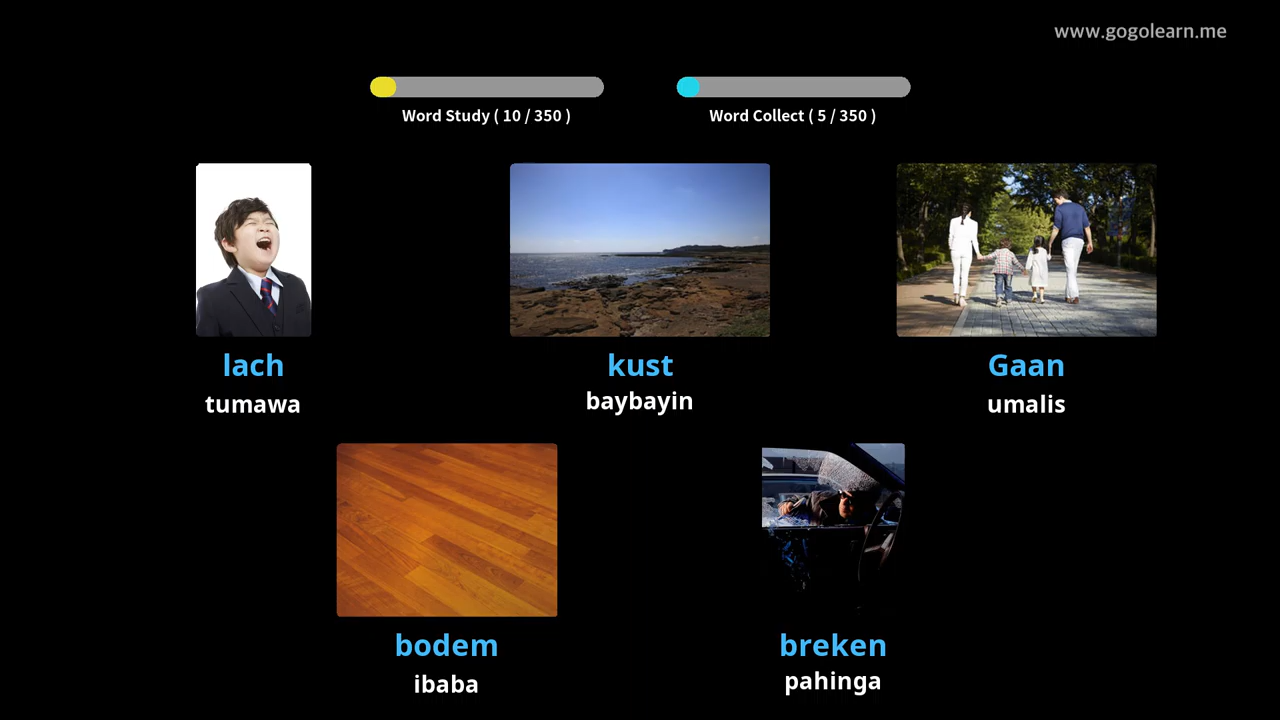 www.gogolearn.me
Word Study ( 10 / 350 )
Word Collect ( 5 / 350 )
lach
tumawa
kust
baybayin
Gaan
umalis
bodem
ibaba
breken
pahinga